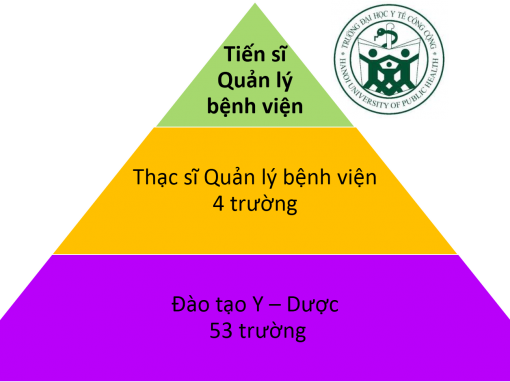 Tiến sĩ
Quản lý
bệnh viện
TRƯỜNG ĐẠI HỌC Y TẾ CÔNG CỘNG
HANOI UNIVERSITY OF PUBLIC HEALTH
Thạc sĩ Quản lý bệnh viện
4 trường
Đào tạo Y – Dược
53 trường